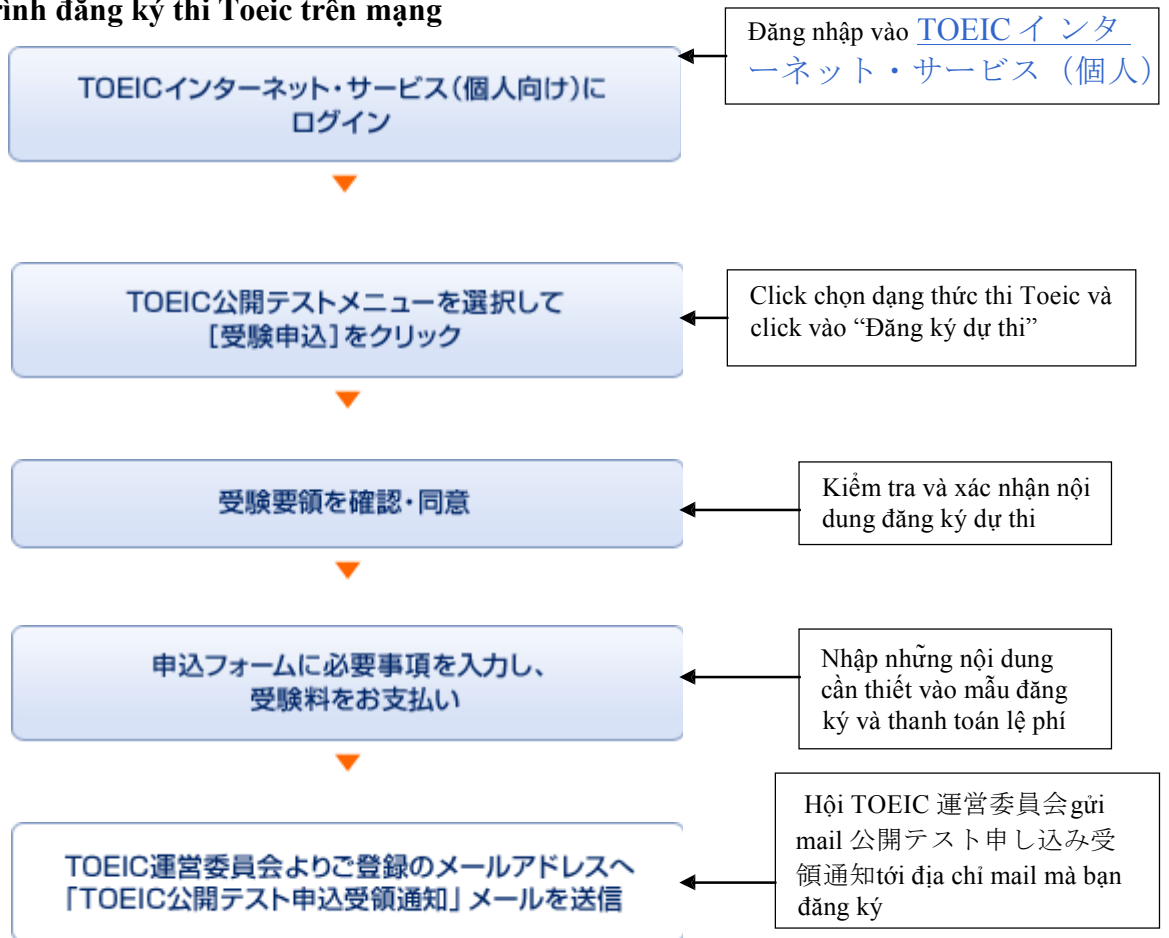 rình đăng ký thi Toeic trên mạng
TOEICインターネット・サービス(個人向け)に
ログイン
Đăng nhập vào TOEIC イ ンタ
ーネット・サービス (個人)
TOEIC公開テストメニューを選択して
[受験申込]をクリック
Click chọn dạng thức thi Toeic và
click vào “Đăng ký dự thi”
受験要領を確認・同意
Kiểm tra và xác nhận nội
dung đăng ký dự thi
申込フォームに必要事項を入力し、
受験料をお支払い
Nhập những nội dung
cần thiết vào mẫu đăng
ký và thanh toán lệ phí
TOEIC運営委員会よりご登録のメールアドレスへ
「TOEIC公開テスト申込受領通知」メールを送信
Hội TOEIC 運営委員会gửi
mail 公開テスト申し込み受
領通知tới địa chỉ mail mà bạn
đăng ký